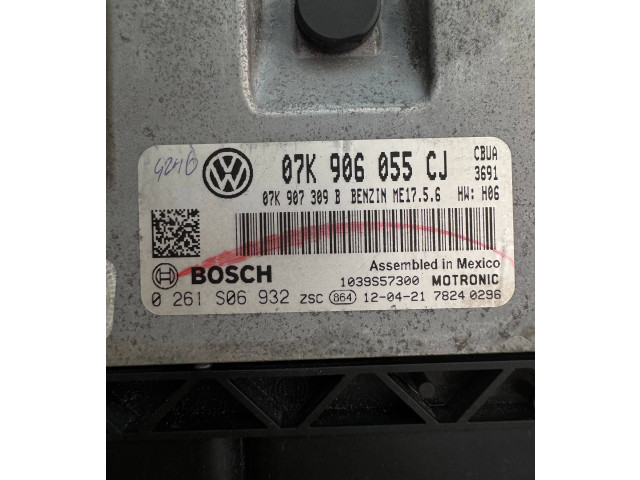 07K 906 055 CJ CBUA
07K 907 309 B BENZIN ME17.5.6 3691
HW: H06
BOSCH Assembled in Mexico
1039S57300 MOTRONIC
0 261 S06 932 ZSC 864 12-04-21 7824 0296